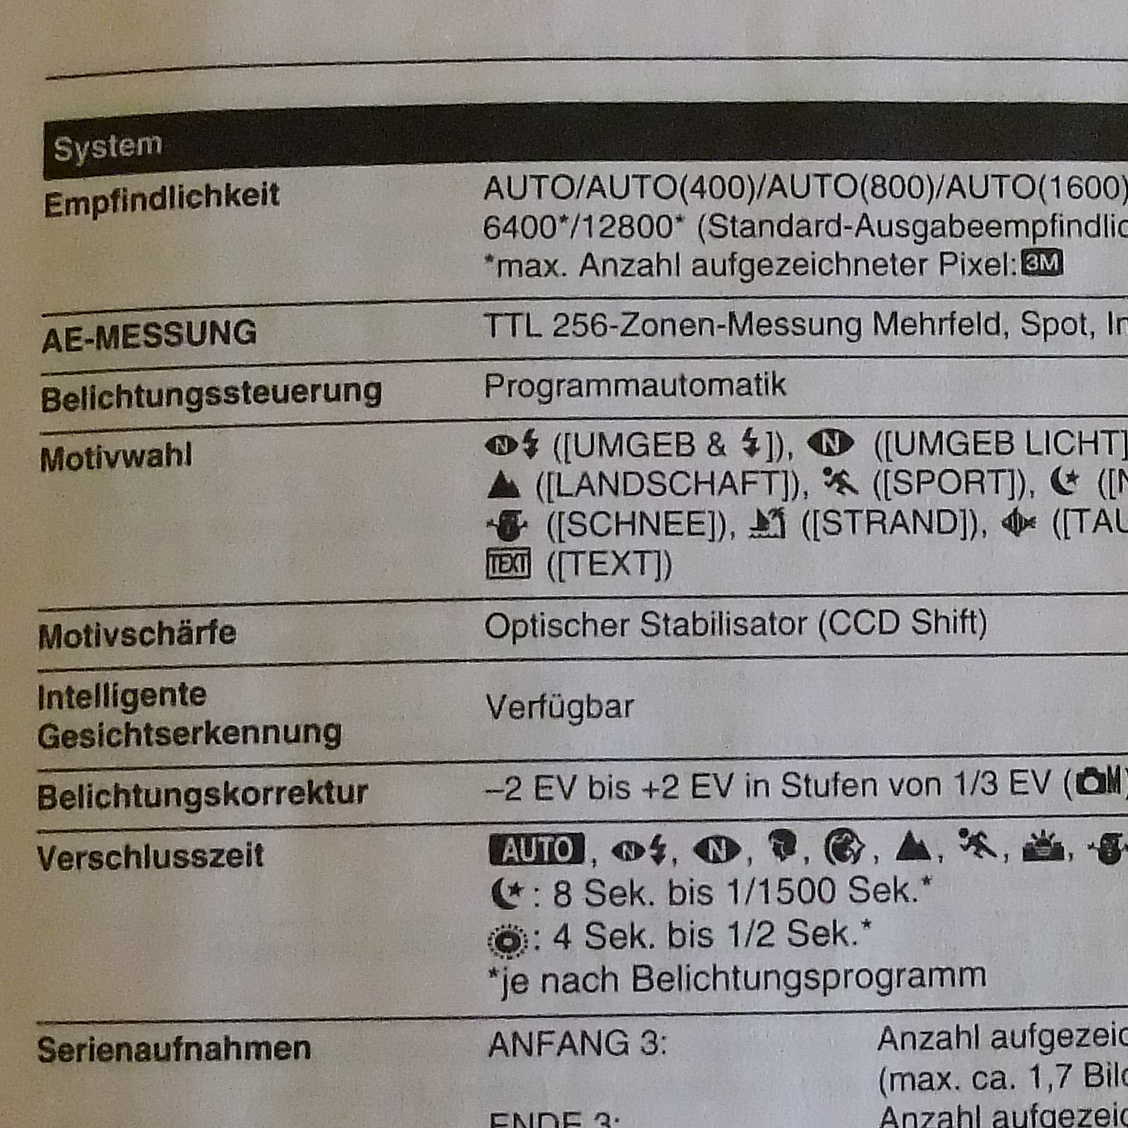 System
Empfindlichkeit AUTO/AUTO(400)/AUTO(800)/AUTO(1600)
6400*/12800* (Standard-Ausgabeempfindlic
*max. Anzahl aufgezeichneter Pixel: 3M
AE-MESSUNG TTL 256-Zonen-Messung Mehrfeld, Spot, In
Belichtungssteuerung Programmautomatik
Motivwahl N ([UMGEB & ]), N ([UMGEB LICHT]
([LANDSCHAFT]), ([SPORT]), ([N
([SCHNEE]), ([STRAND]), ([TAU
TEXT ([TEXT])
Motivschärfe Optischer Stabilisator (CCD Shift)
Intelligente
Gesichtserkennung Verfügbar
Belichtungskorrektur –2 EV bis +2 EV in Stufen von 1/3 EV (M)
Verschlusszeit AUTO, N, N, , , , , ,
: 8 Sek. bis 1/1500 Sek.*
: 4 Sek. bis 1/2 Sek.*
*je nach Belichtungsprogramm
Serienaufnahmen ANFANG 3: Anzahl aufgezeic
(max. ca. 1,7 Bild
ENDE 3: Anzahl aufgezeic